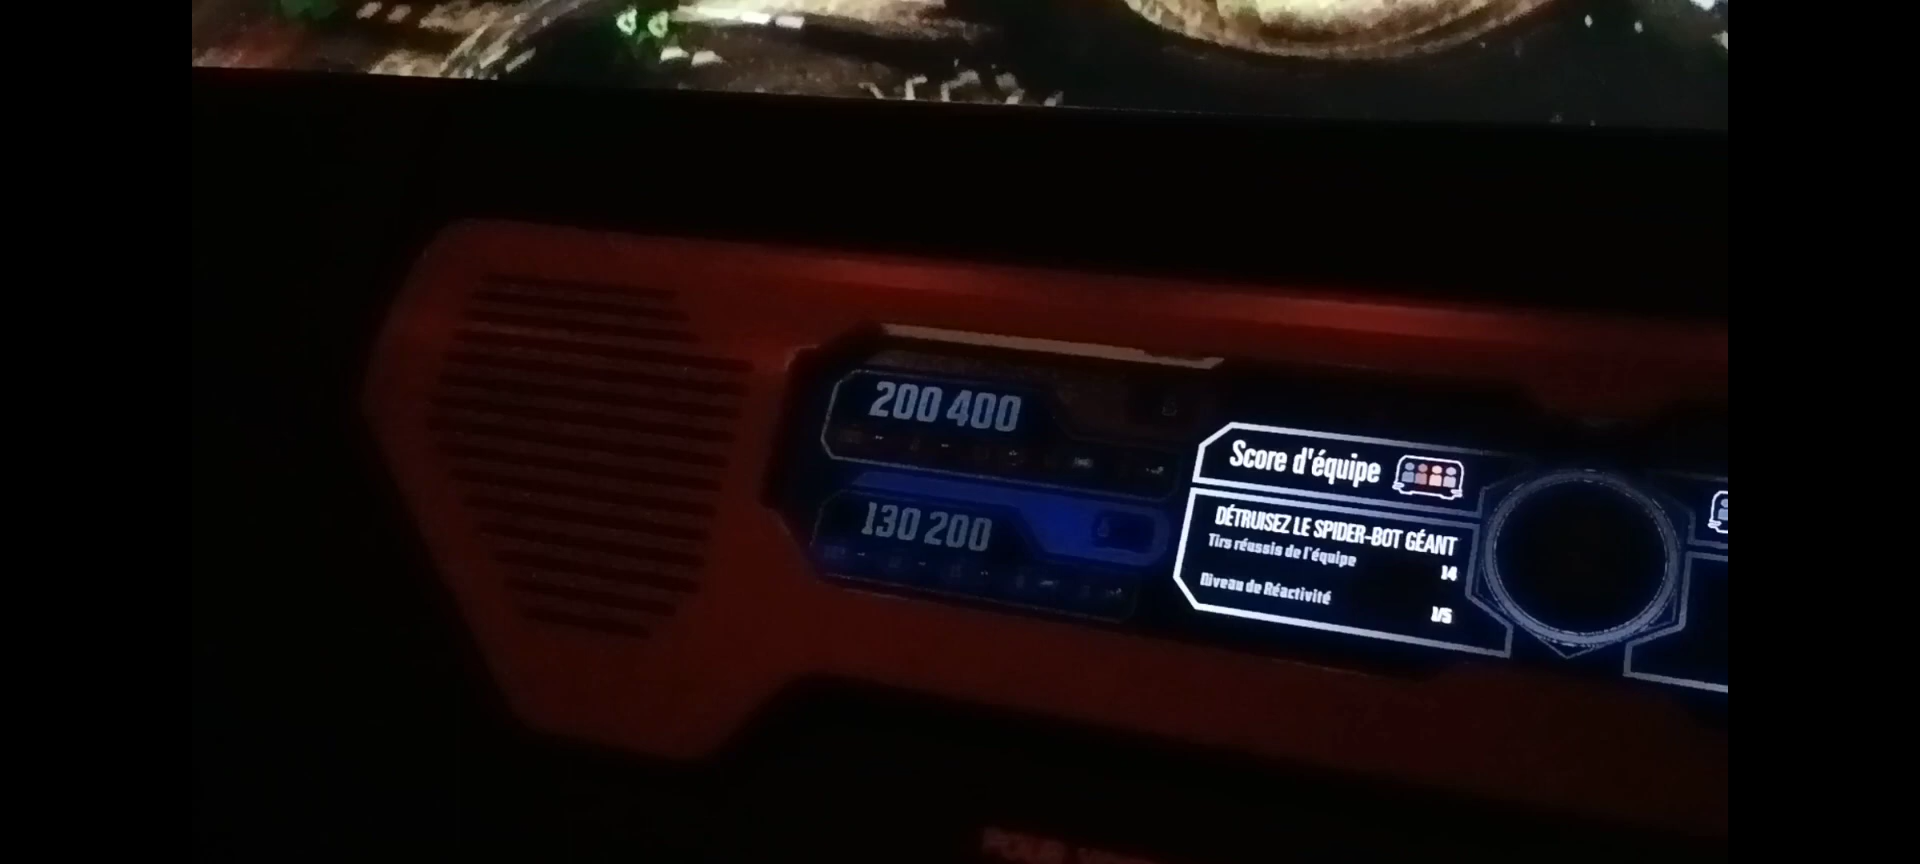 200 400
130 200
Score d'équipe
DÉTRUISEZ LE SPIDER-BOT GÉANT
Tirs réussis de l'équipe
14
Niveau de Réactivité
1/5
POUR